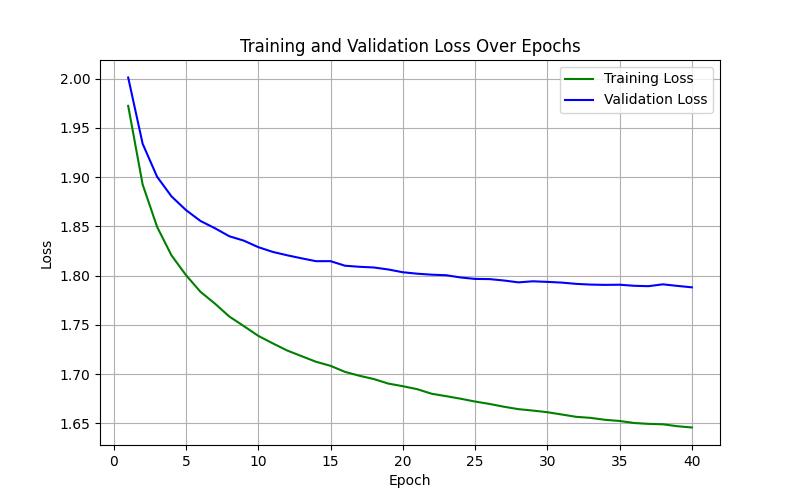 Training and Validation Loss Over Epochs
Training Loss
Validation Loss
2.00
1.95
1.90
1.85
1.80
1.75
1.70
1.65
Loss
0 5 10 15 20 25 30 35 40
Epoch